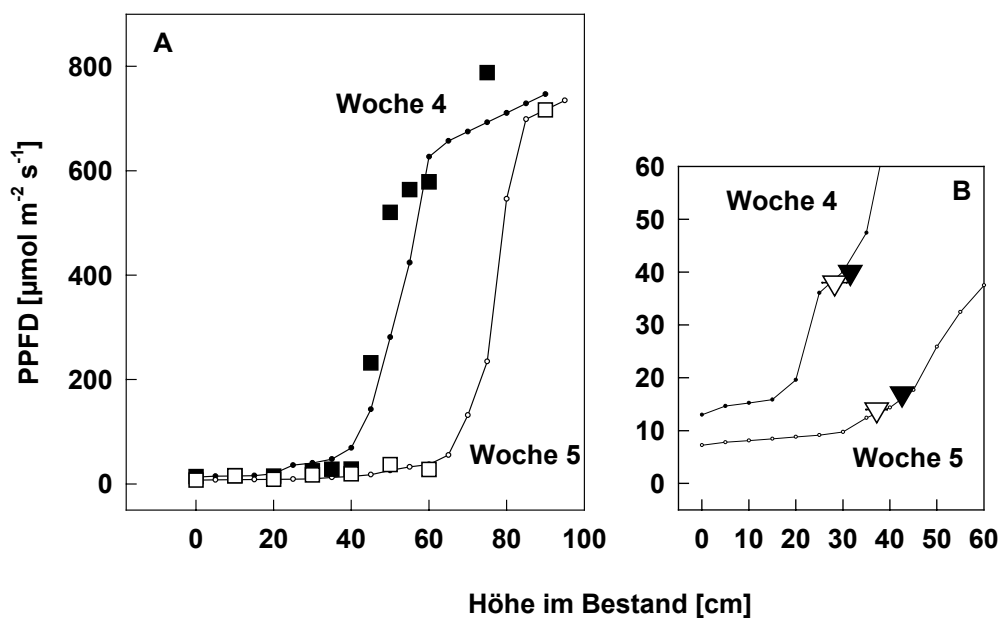 A
800
600
400
200
0
PPFD [µmol m-2 s-1]
Woche 4
Woche 5
0 20 40 60 80 100
B
60
50
40
30
20
10
0
Woche 4
Woche 5
0 10 20 30 40 50 60
Höhe im Bestand [cm]